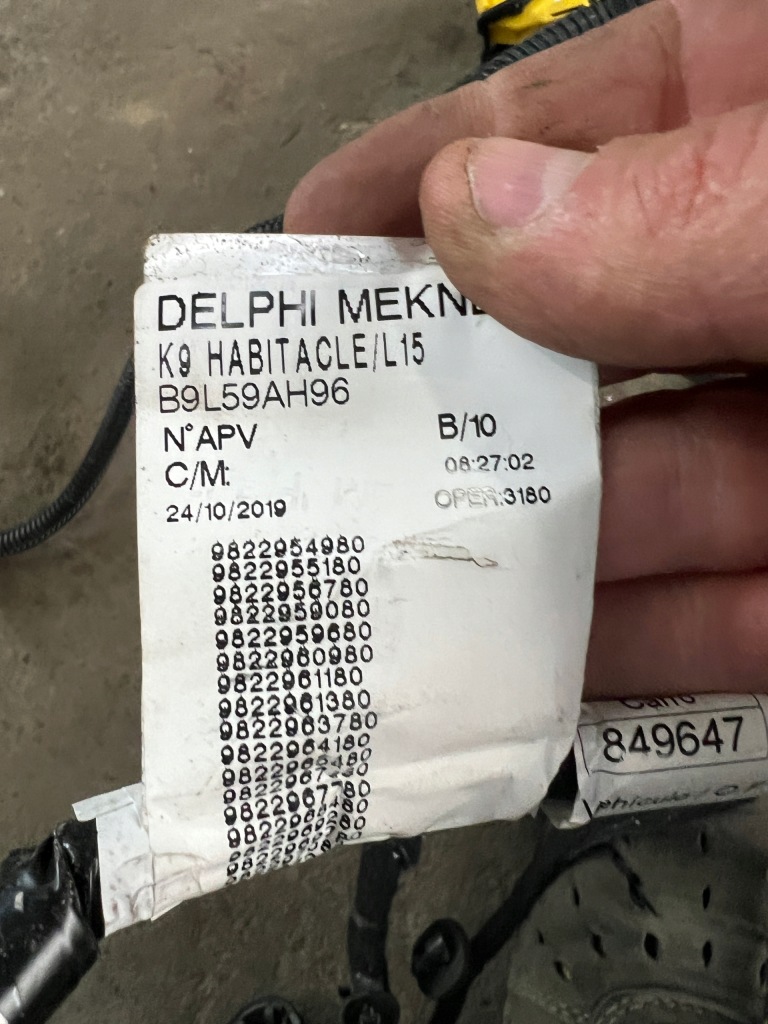 DELPHI
K9 HABITACLE/L15
B9L59AH96
N°APV B/10
C/M: 08:27:02
24/10/2019 OPER:3180
9822954980
9822955180
9822956780
9822959080
9822959680
9822960980
9822961180
9822961380
9822963780
9822964180
9822967780
849647